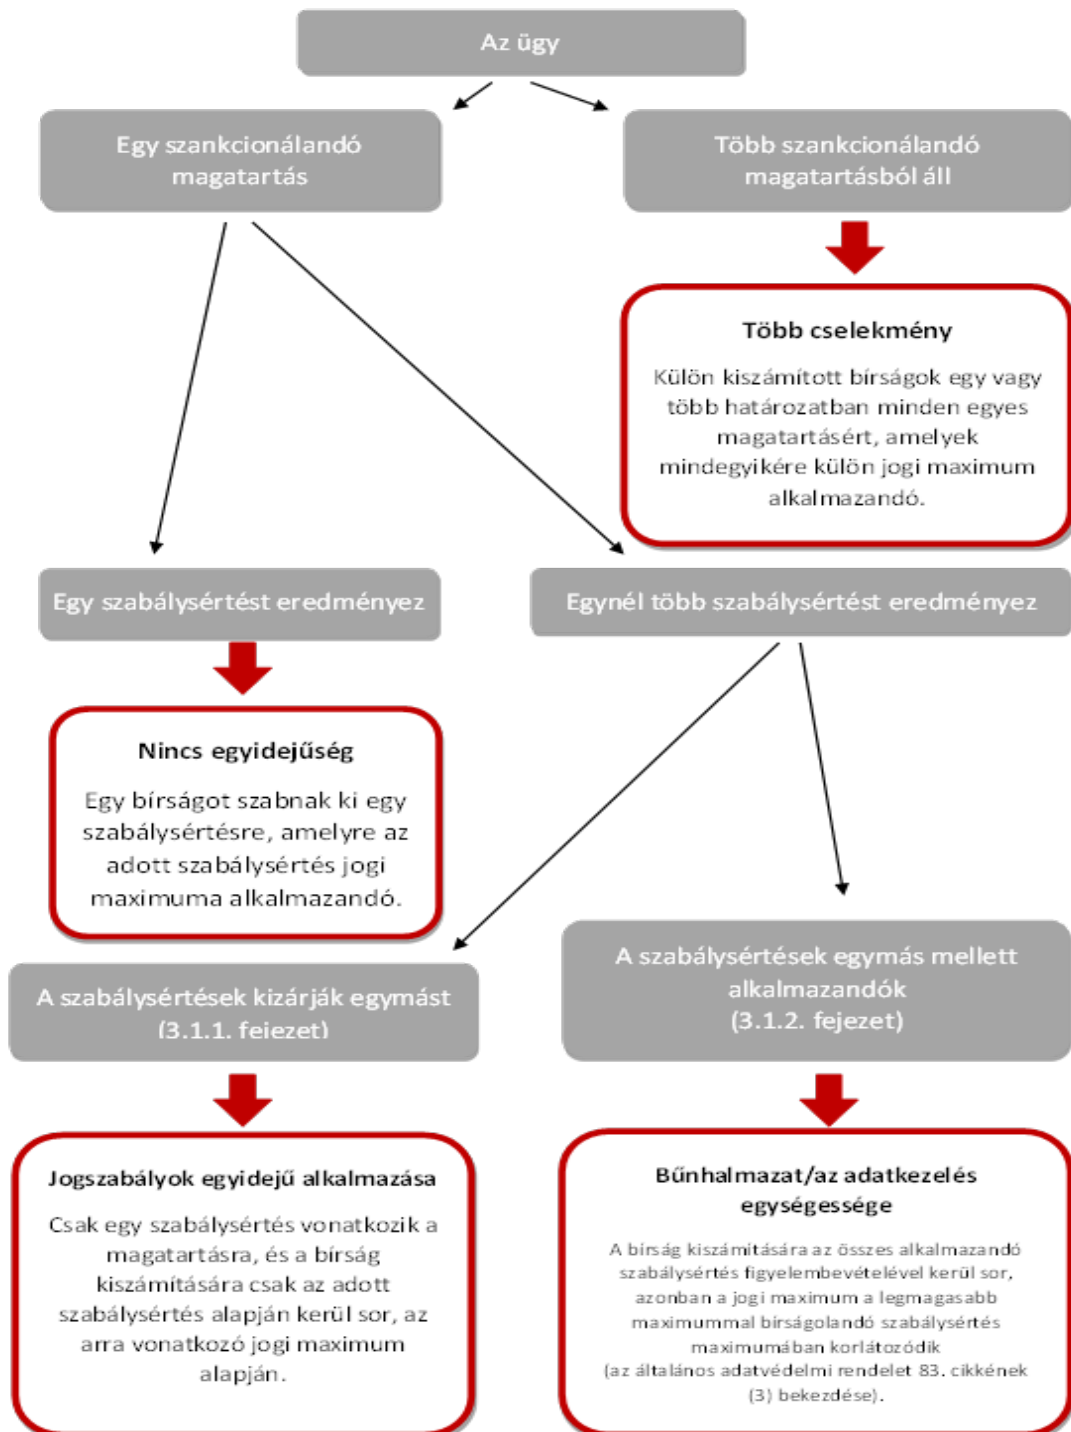 Az ügy
Egy szankcionálandó
magatartás
Több szankcionálandó
magatartásból áll
Több cselekmény
Külön kiszámított bírságok egy vagy
több határozatban minden egyes
magatartásért, amelyek
mindegyikére külön jogi maximum
alkalmazandó.
Egy szabálysértést eredményez
Egynél több szabálysértést eredményez
Nincs egyidejűség
Egy bírságot szabnak ki egy
szabálysértésre, amelyre az
adott szabálysértés jogi
maximuma alkalmazandó.
A szabálysértések kizárják egymást
(3.1.1. fejezet)
A szabálysértések egymás mellett
alkalmazandók
(3.1.2. fejezet)
Jogszabályok egyidejű alkalmazása
Csak egy szabálysértés vonatkozik a
magatartásra, és a bírság
kiszámítására csak az adott
szabálysértés alapján kerül sor, az
arra vonatkozó jogi maximum
alapján.
Bűnhalmazat/az adatkezelés
egységessége
A bírság kiszámítására az összes alkalmazandó
szabálysértés figyelembevételével kerül sor,
azonban a jogi maximum a legmagasabb
maximummal bírságolandó szabálysértés
maximumában korlátozódik
(az általános adatvédelmi rendelet 83. cikkének
(3) bekezdése).